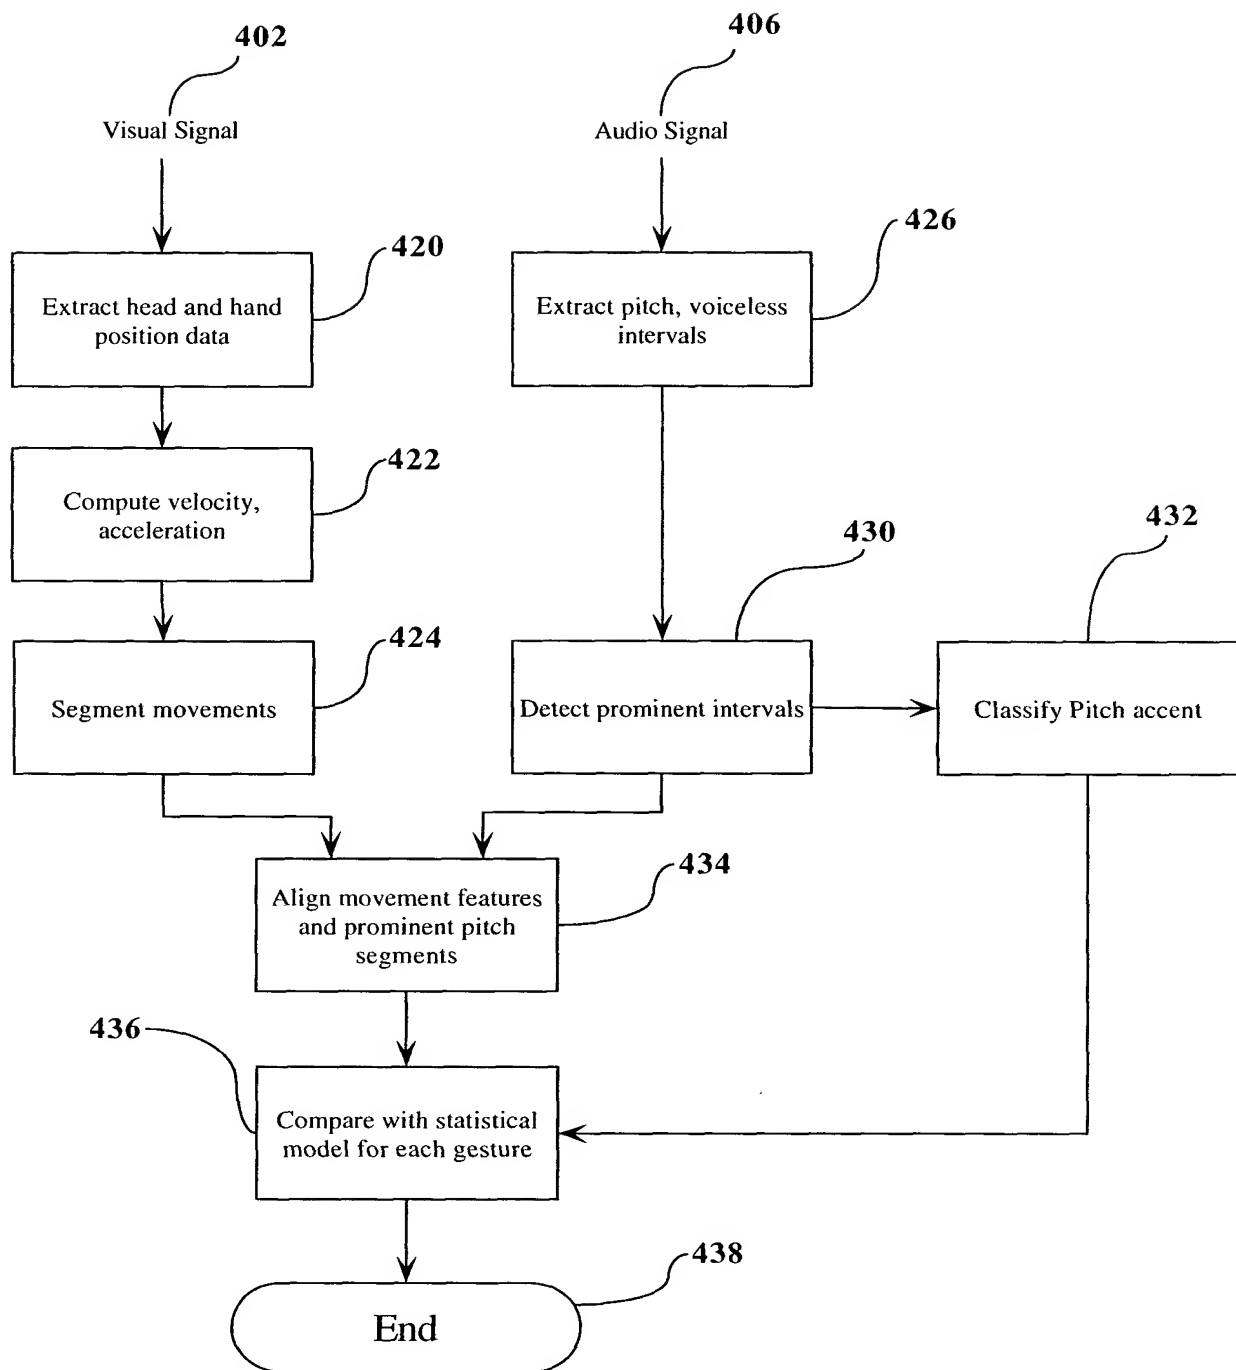 402
406
Visual Signal
Audio Signal
426
420
Extract head and hand
position data
Extract pitch, voiceless
intervals
422
Compute velocity,
acceleration
430
432
424
Segment movements
Detect prominent intervals
Classify Pitch accent
434
Align movement features
and prominent pitch
segments
436
Compare with statistical
model for each gesture
438
End